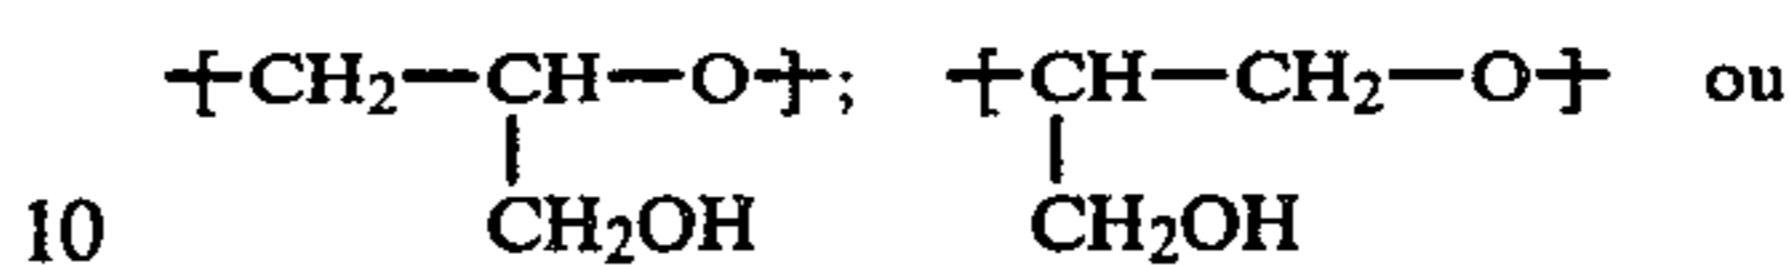 -[CH₂—CH—O]-; -[CH—CH₂—O]- ou
| |
10 CH₂OH CH₂OH